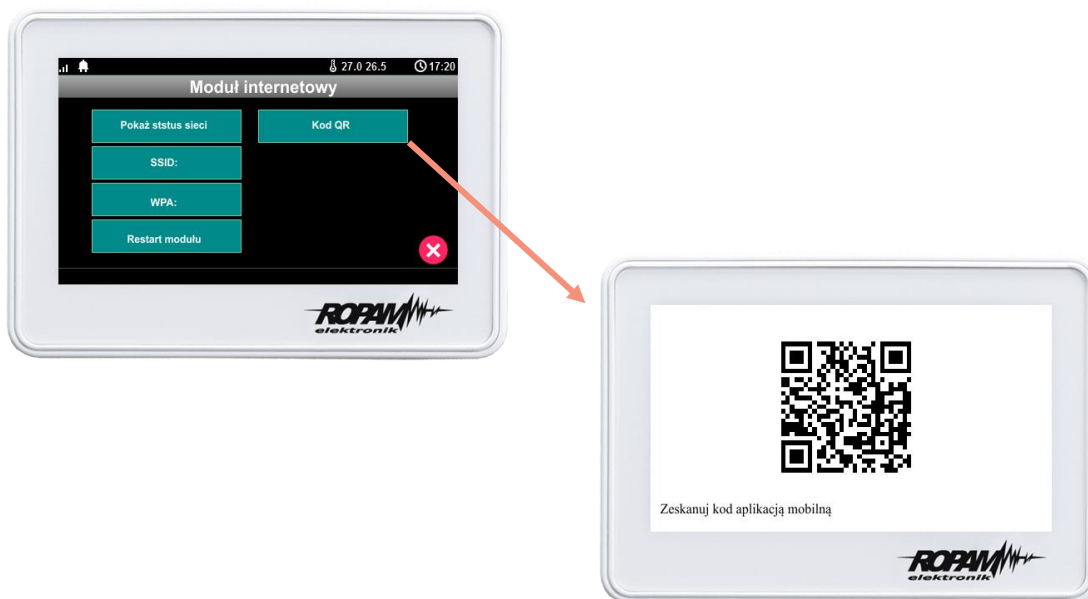 27.0 26.5 17:20
Moduł internetowy
Pokaż ststus sieci
Kod QR
SSID:
WPA:
Restart modułu
ROPAM
elektronik
Zeskanuj kod aplikacją mobilną
ROPAM
elektronik